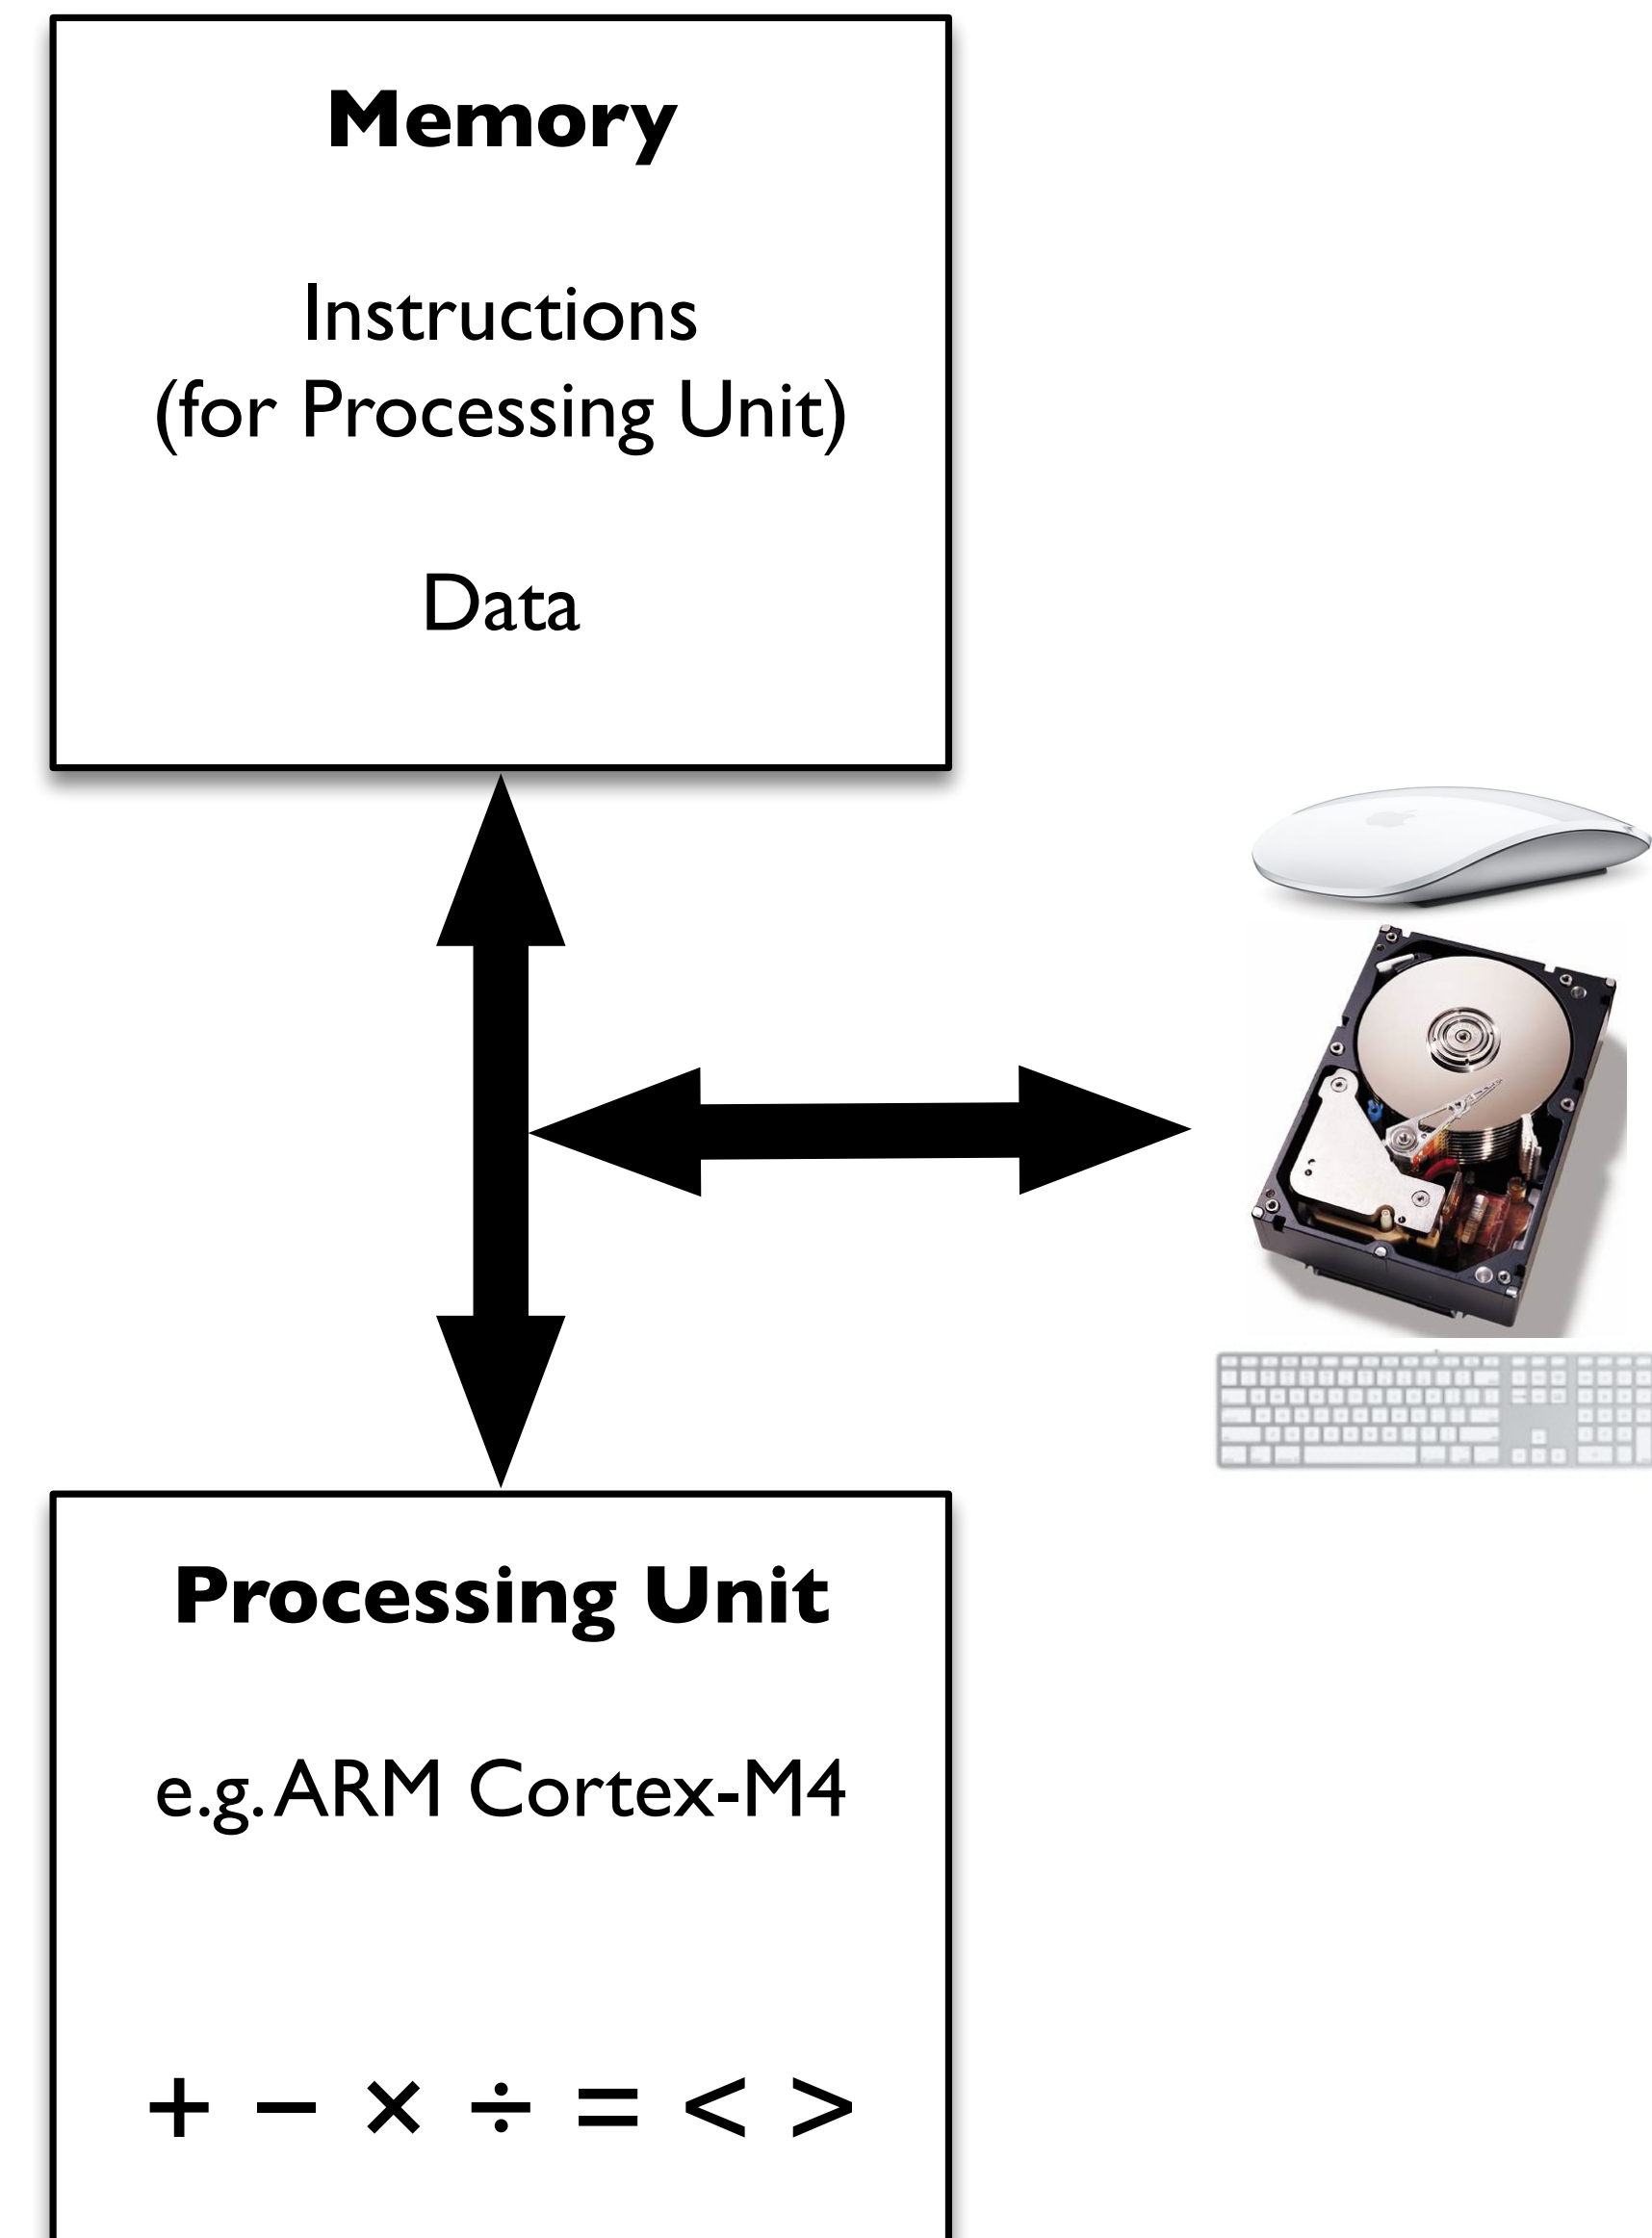 Memory
Instructions
(for Processing Unit)
Data
Processing Unit
e.g. ARM Cortex-M4
+ − × ÷ = < >